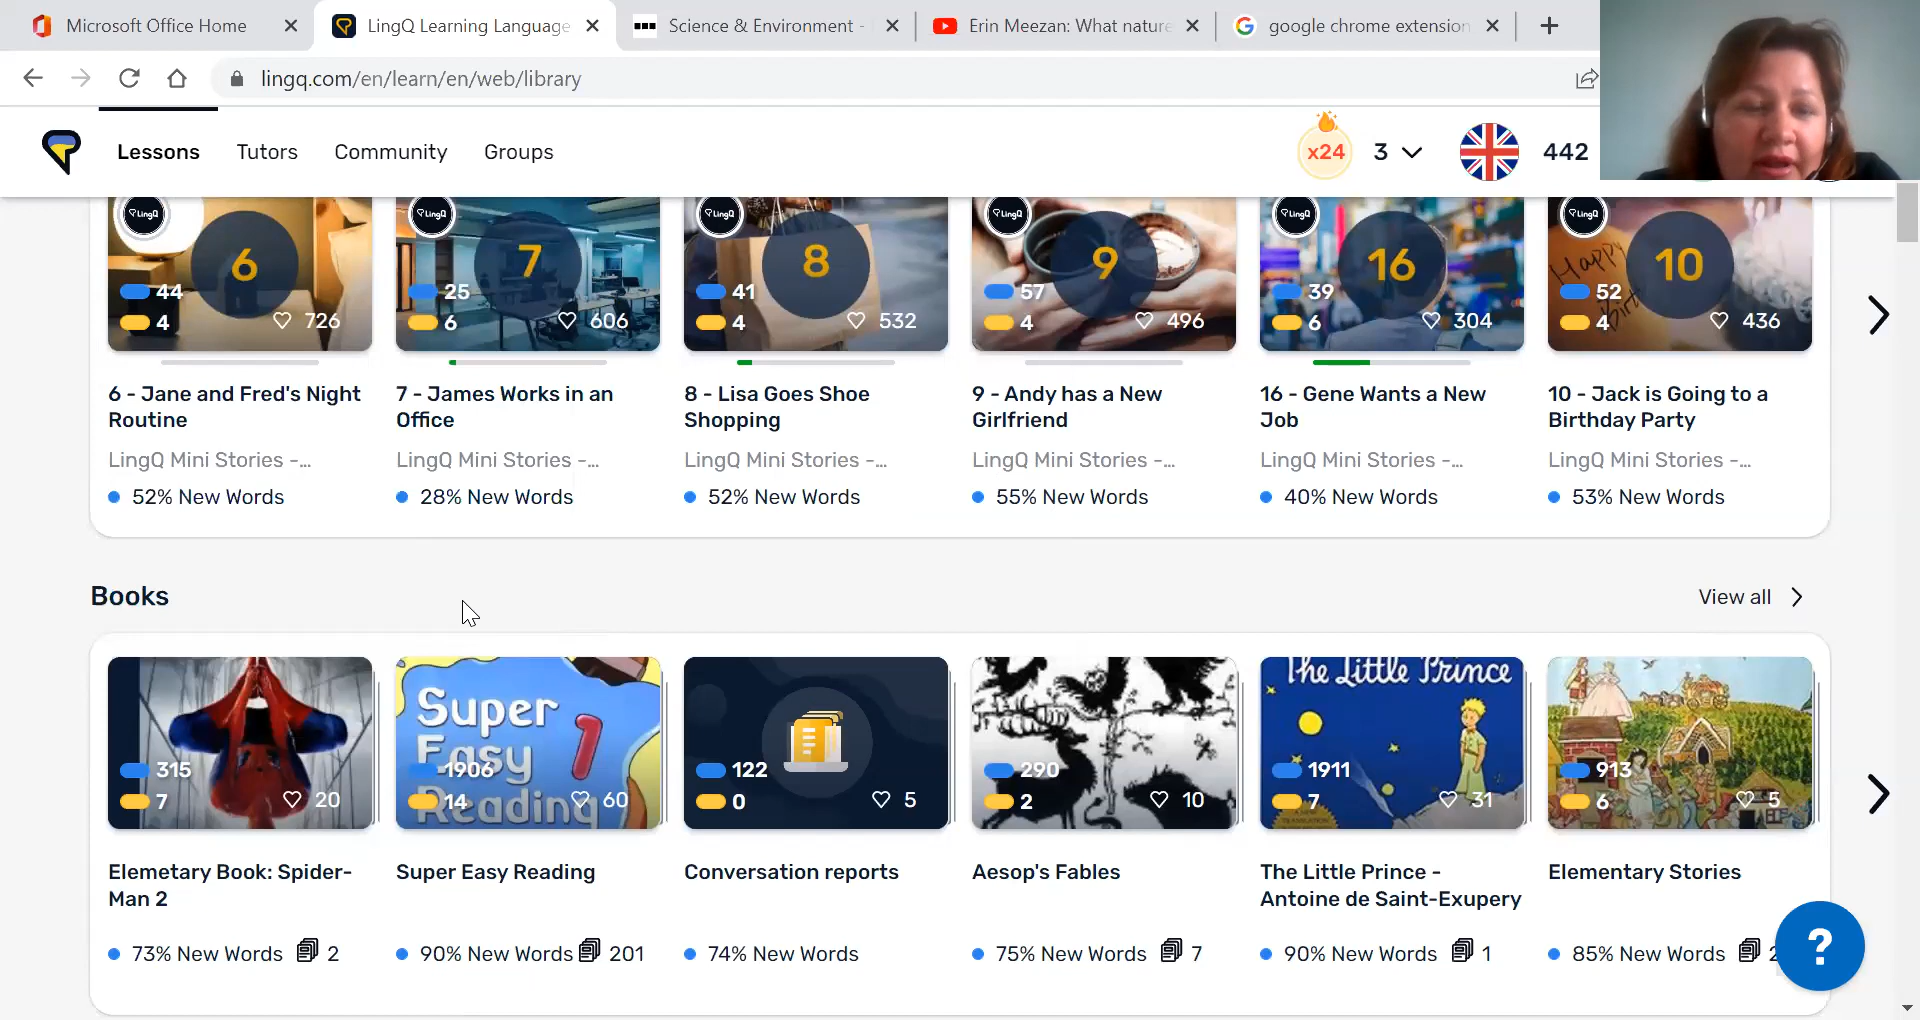 Microsoft Office Home
LingQ Learning Language
Science & Environment -
Erin Meezan: What nature
google chrome extension
lingq.com/en/learn/en/web/library
Lessons
Tutors
Community
Groups
x24
3
442
LingQ
6
44
4
726
LingQ
7
25
6
606
LingQ
8
41
4
532
LingQ
9
57
4
496
LingQ
16
39
6
304
LingQ
10
Happy
52
4
436
6 - Jane and Fred's Night
Routine
LingQ Mini Stories -...
52% New Words
7 - James Works in an
Office
LingQ Mini Stories -...
28% New Words
8 - Lisa Goes Shoe
Shopping
LingQ Mini Stories -...
52% New Words
9 - Andy has a New
Girlfriend
LingQ Mini Stories -...
55% New Words
16 - Gene Wants a New
Job
LingQ Mini Stories -...
40% New Words
10 - Jack is Going to a
Birthday Party
LingQ Mini Stories -...
53% New Words
Books
View all
315
7
20
Super
Easy
Reading
1
1906
14
60
122
0
5
290
2
10
The Little Prince
1911
7
31
913
6
5
Elemetary Book: Spider-
Man 2
73% New Words
2
Super Easy Reading
90% New Words
201
Conversation reports
74% New Words
Aesop's Fables
75% New Words
7
The Little Prince -
Antoine de Saint-Exupery
90% New Words
1
Elementary Stories
85% New Words
?